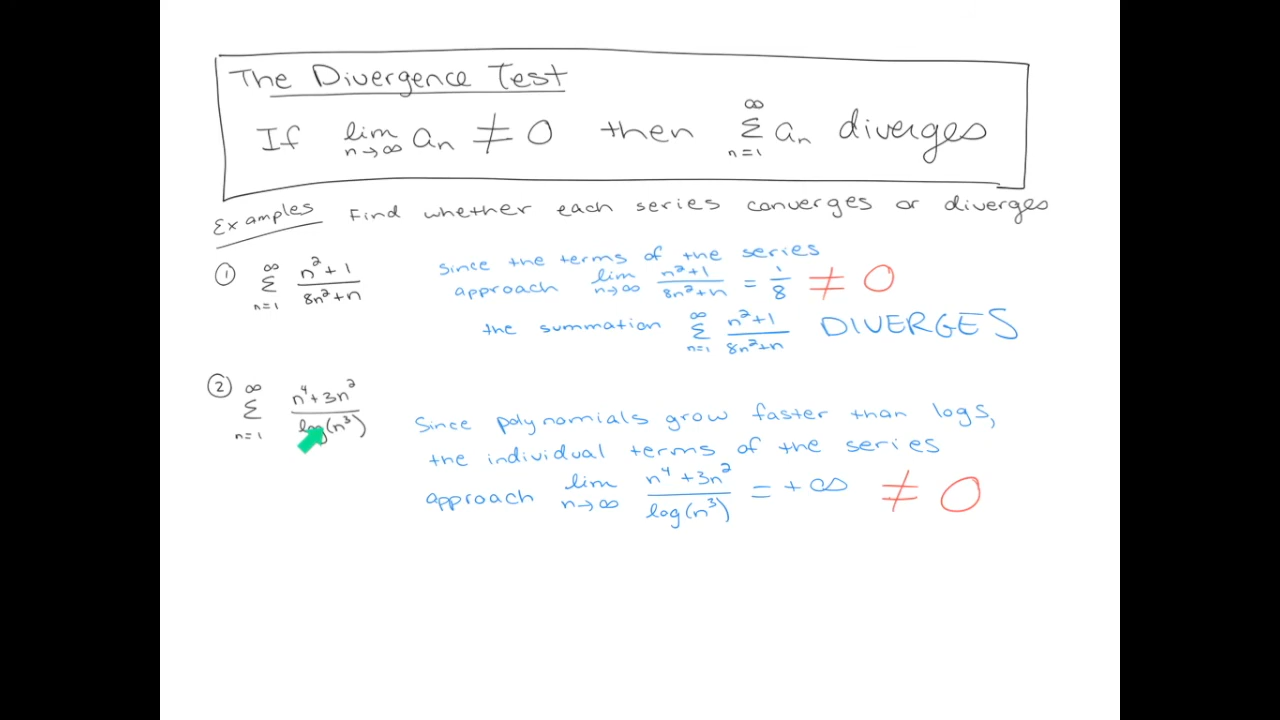 The Divergence Test
If lim n→∞ aₙ ≠ 0 then ∞ Σ n=1 aₙ diverges
Examples Find whether each series converges or diverges
① ∞ Σ n=1 (n²+1)/(8n²+n)
Since the terms of the series
approach lim n→∞ (n²+1)/(8n²+n) = 1/8 ≠ 0
the summation ∞ Σ n=1 (n²+1)/(8n²+n) DIVERGES
② ∞ Σ n=1 (n⁴+3n²)/log(n³)
Since polynomials grow faster than logs,
the individual terms of the series
approach lim n→∞ (n⁴+3n²)/log(n³) = +∞ ≠ 0